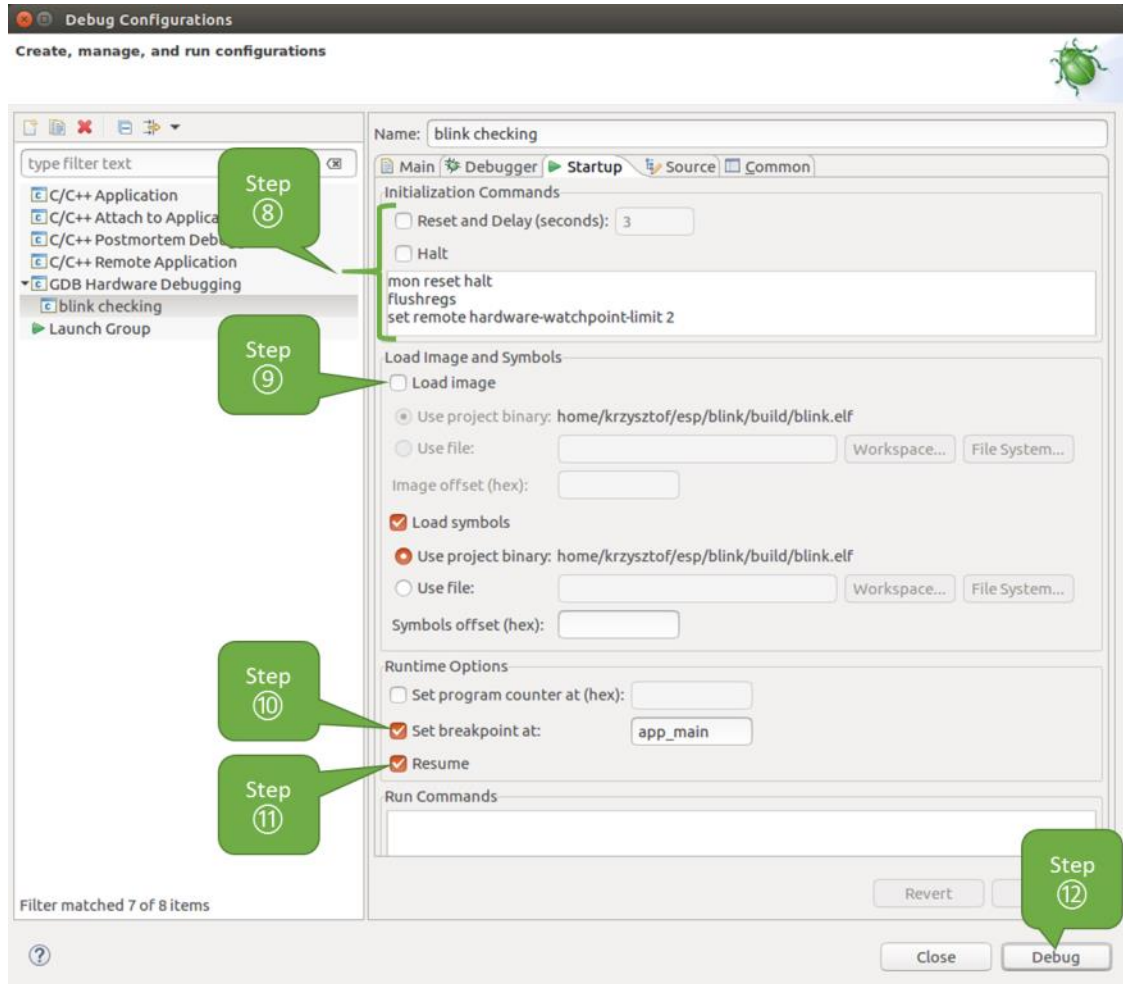 Debug Configurations
Create, manage, and run configurations
type filter text
C/C++ Application
C/C++ Attach to Applica
C/C++ Postmortem Deb
C/C++ Remote Application
GDB Hardware Debugging
blink checking
Launch Group
Filter matched 7 of 8 items
Step
⑧
Step
⑨
Step
⑩
Step
⑪
Name: blink checking
Main Debugger Startup Source Common
Initialization Commands
Reset and Delay (seconds): 3
Halt
mon reset halt
flushregs
set remote hardware-watchpoint-limit 2
Load Image and Symbols
Load image
Use project binary: home/krzysztof/esp/blink/build/blink.elf
Use file: Workspace... File System...
Image offset (hex):
Load symbols
Use project binary: home/krzysztof/esp/blink/build/blink.elf
Use file: Workspace... File System...
Symbols offset (hex):
Runtime Options
Set program counter at (hex):
Set breakpoint at: app_main
Resume
Run Commands
Revert
Step
⑫
Close Debug